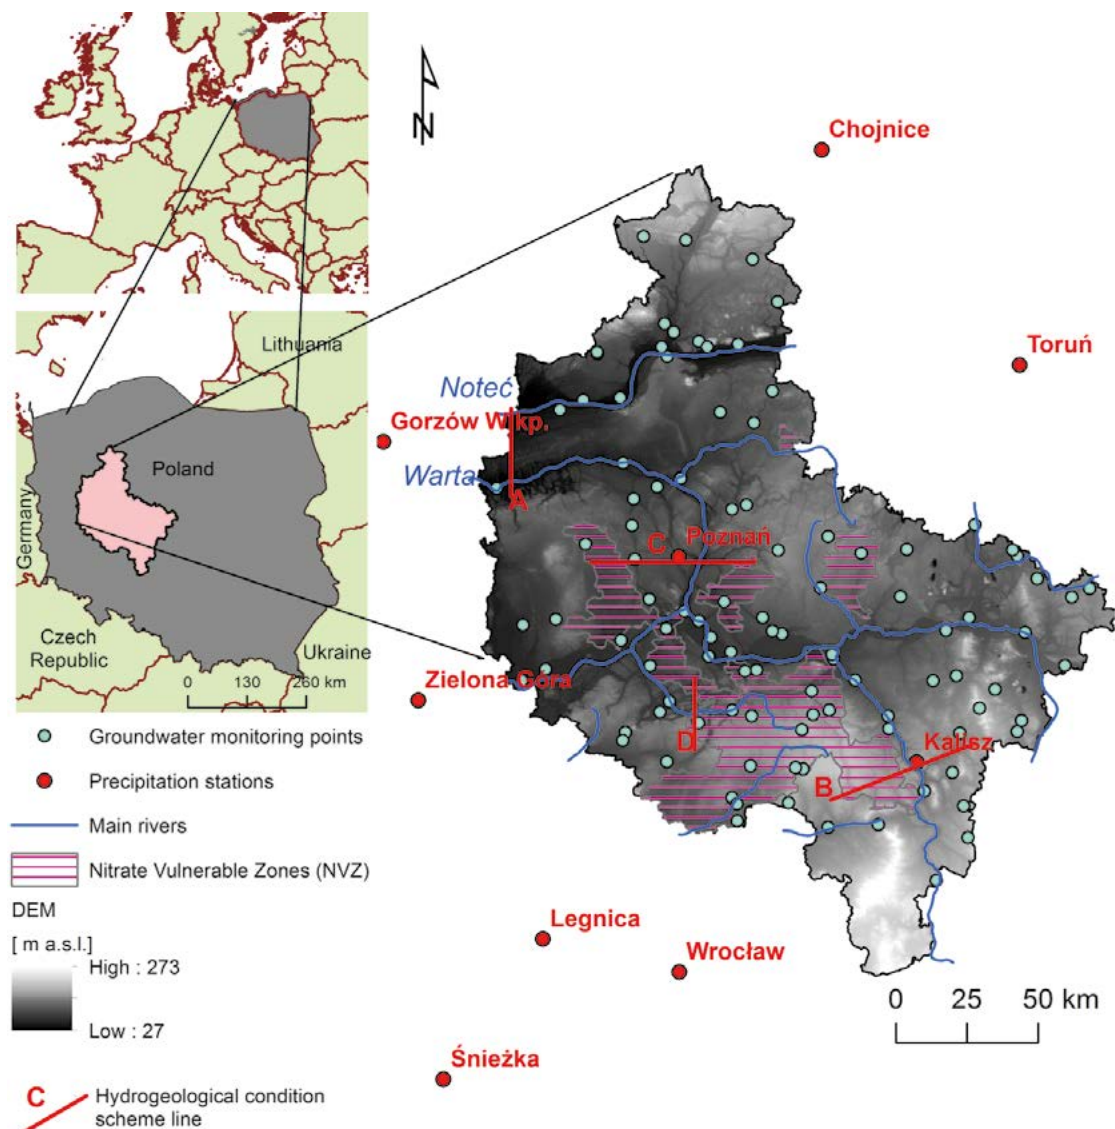 N
Chojnice
Lithuania
Toruń
Noteć
Gorzów Wlkp.
Poland
Warta
A
Germany
C
Poznań
Czech
Republic
Ukraine
0 130 260 km
Zielona Góra
D
Kalisz
B
Groundwater monitoring points
Precipitation stations
Main rivers
Nitrate Vulnerable Zones (NVZ)
DEM
[ m a.s.l.]
High : 273
Low : 27
Legnica
Wrocław
0 25 50 km
Śnieżka
C
Hydrogeological condition
scheme line